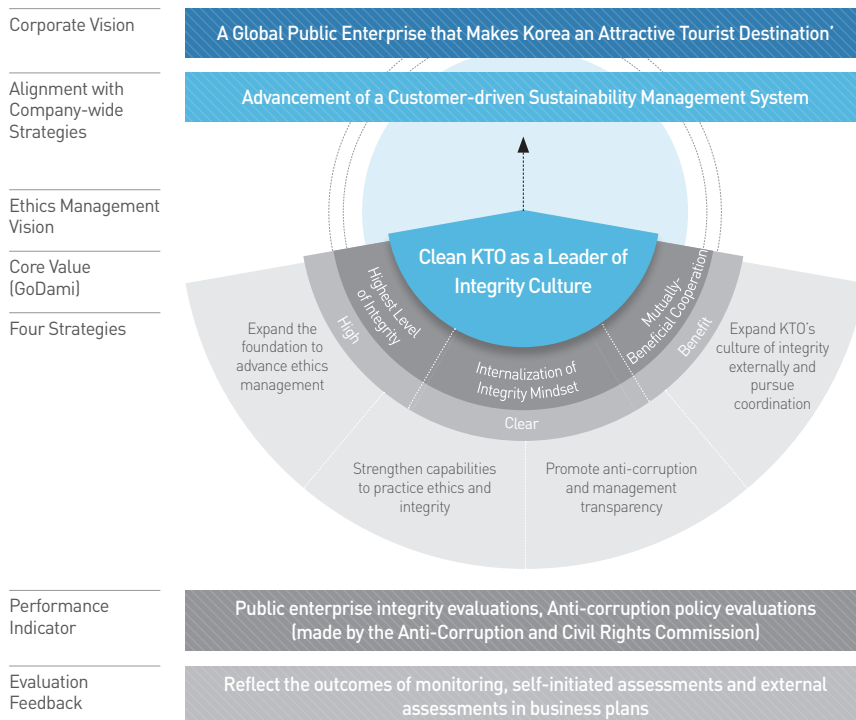 Corporate Vision
A Global Public Enterprise that Makes Korea an Attractive Tourist Destination’
Alignment with
Company-wide
Strategies
Advancement of a Customer-driven Sustainability Management System
Ethics Management
Vision
Clean KTO as a Leader of
Integrity Culture
Core Value
(GoDami)
Highest Level
of Integrity
High
Internalization of
Integrity Mindset
Clear
Mutually-
Beneficial Cooperation
Benefit
Four Strategies
Expand the
foundation to
advance ethics
management
Strengthen capabilities
to practice ethics and
integrity
Promote anti-corruption
and management
transparency
Expand KTO’s
culture of integrity
externally and
pursue
coordination
Performance
Indicator
Public enterprise integrity evaluations, Anti-corruption policy evaluations
(made by the Anti-Corruption and Civil Rights Commission)
Evaluation
Feedback
Reflect the outcomes of monitoring, self-initiated assessments and external
assessments in business plans